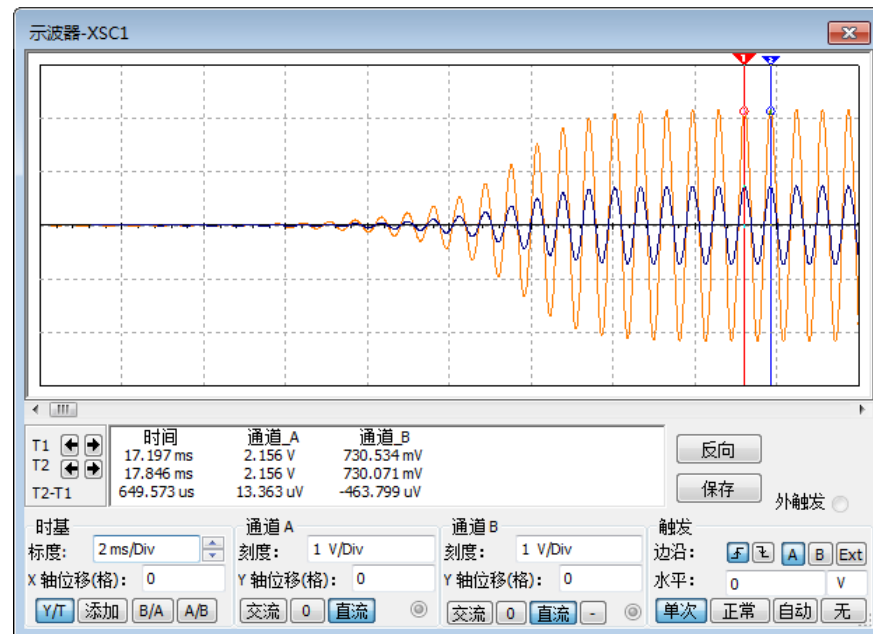 示波器-XSC1
1 2
T1 时间 通道_A 通道_B
17.197 ms 2.156 V 730.534 mV
T2 17.846 ms 2.156 V 730.071 mV
T2-T1 649.573 us 13.363 uV -463.799 uV
反向
保存
外触发
时基 通道 A 通道 B 触发
标度: 2 ms/Div 刻度: 1 V/Div 刻度: 1 V/Div 边沿: A B Ext
X 轴位移(格): 0 Y 轴位移(格): 0 Y 轴位移(格): 0 水平: 0 V
Y/T 添加 B/A A/B 交流 0 直流 交流 0 直流 - 单次 正常 自动 无